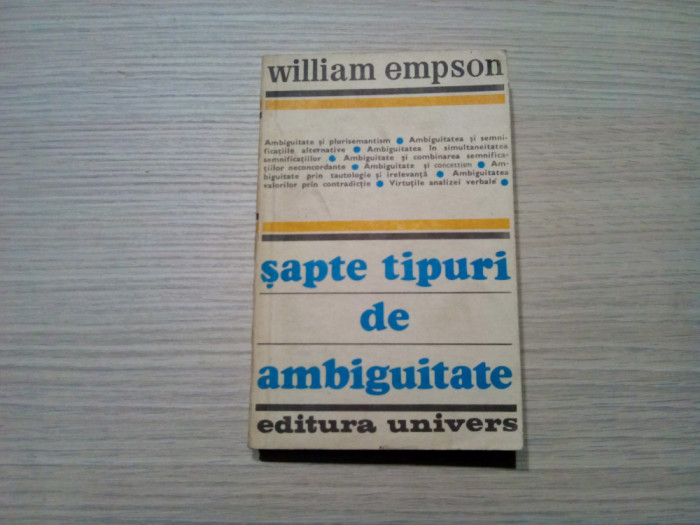 william empson
Ambiguitate și plurisemantism ● Ambiguitatea și semni-
ficațiile alternative ● Ambiguitatea în simultaneitatea
semnificațiilor ● Ambiguitate și combinarea semnifica-
țiilor neconcordante ● Ambiguitate și concettism ● Am-
biguitate prin tautologie și irelevanță ● Ambiguitatea
valorilor prin contradicție ● Virtuțile analizei verbale ●
șapte tipuri
de
ambiguitate
editura univers